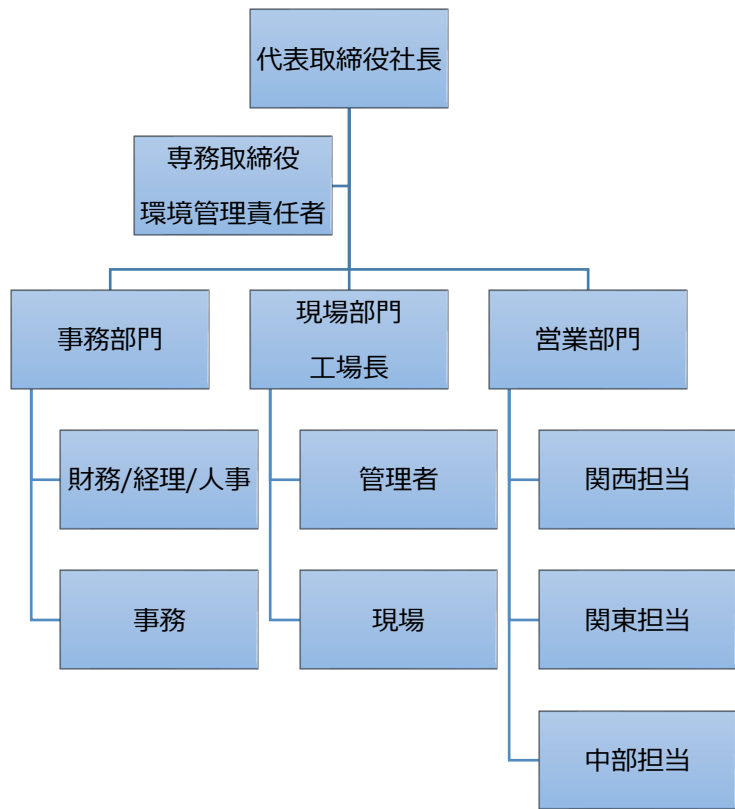 代表取締役社長
専務取締役
環境管理責任者
事務部門
現場部門
工場長
営業部門
財務/経理/人事
管理者
関西担当
事務
現場
関東担当
中部担当